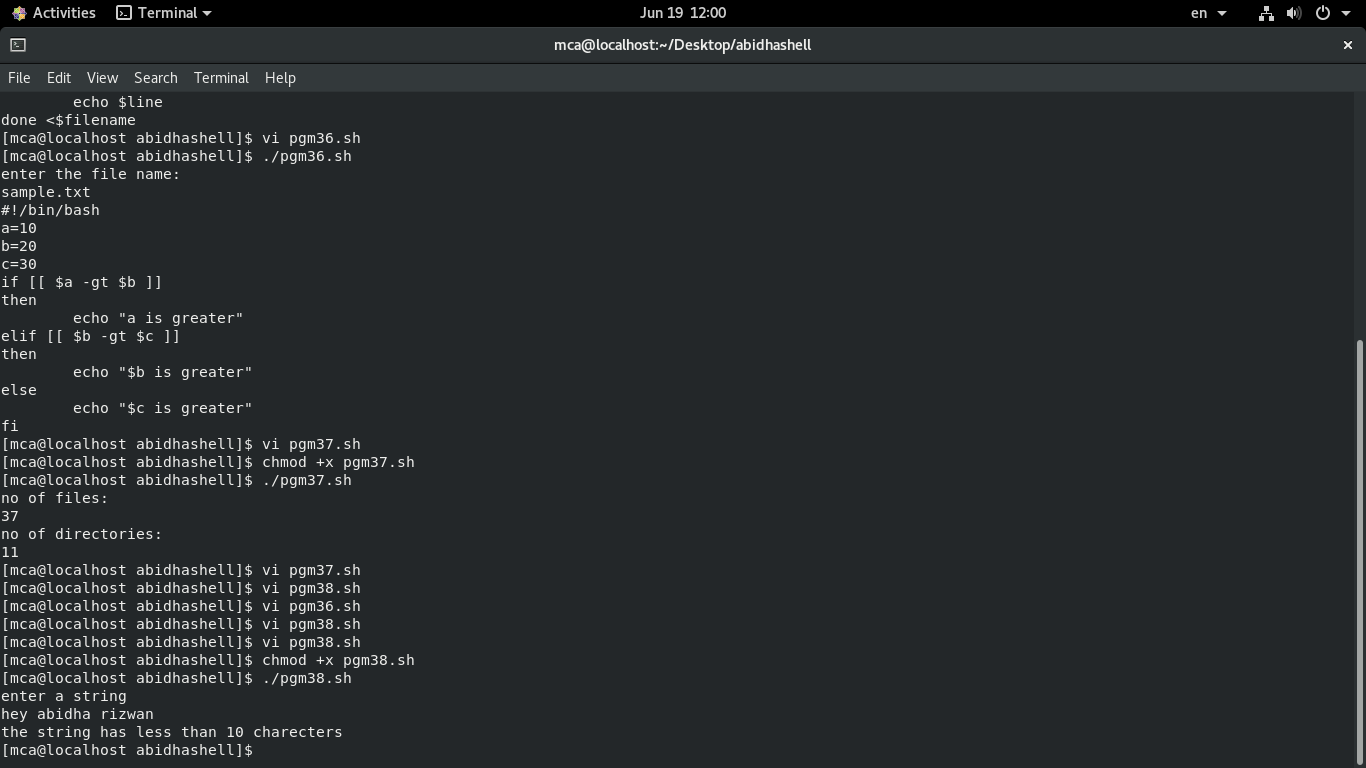 Activities Terminal Jun 19 12:00 en
mca@localhost:~/Desktop/abidhashell
File Edit View Search Terminal Help
        echo $line
done <$filename
[mca@localhost abidhashell]$ vi pgm36.sh
[mca@localhost abidhashell]$ ./pgm36.sh
enter the file name:
sample.txt
#!/bin/bash
a=10
b=20
c=30
if [[ $a -gt $b ]]
then
        echo "a is greater"
elif [[ $b -gt $c ]]
then
        echo "$b is greater"
else
        echo "$c is greater"
fi
[mca@localhost abidhashell]$ vi pgm37.sh
[mca@localhost abidhashell]$ chmod +x pgm37.sh
[mca@localhost abidhashell]$ ./pgm37.sh
no of files:
37
no of directories:
11
[mca@localhost abidhashell]$ vi pgm37.sh
[mca@localhost abidhashell]$ vi pgm38.sh
[mca@localhost abidhashell]$ vi pgm36.sh
[mca@localhost abidhashell]$ vi pgm38.sh
[mca@localhost abidhashell]$ vi pgm38.sh
[mca@localhost abidhashell]$ chmod +x pgm38.sh
[mca@localhost abidhashell]$ ./pgm38.sh
enter a string
hey abidha rizwan
the string has less than 10 charecters
[mca@localhost abidhashell]$